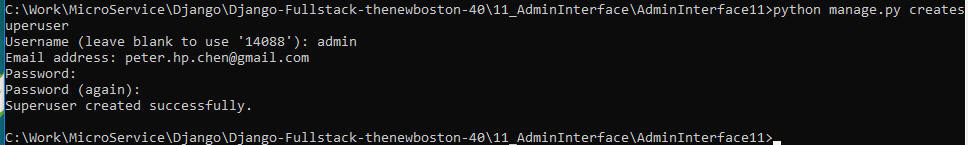 C:\Work\MicroService\Django\Django-Fullstack-thenewboston-40\11_AdminInterface\AdminInterface11>python manage.py creates
uperuser
Username (leave blank to use '14088'): admin
Email address: peter.hp.chen@gmail.com
Password:
Password (again):
Superuser created successfully.
C:\Work\MicroService\Django\Django-Fullstack-thenewboston-40\11_AdminInterface\AdminInterface11>